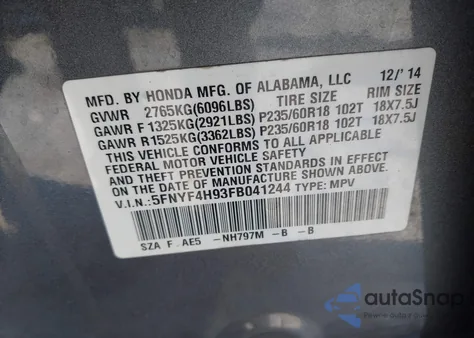 MFD. BY HONDA MFG. OF ALABAMA, LLC 12/'14
GVWR 2765KG(6096LBS) TIRE SIZE RIM SIZE
GAWR F 1325KG(2921LBS) P235/60R18 102T 18X7.5J
GAWR R1525KG(3362LBS) P235/60R18 102T 18X7.5J
THIS VEHICLE CONFORMS TO ALL APPLICABLE
FEDERAL MOTOR VEHICLE SAFETY, BUMPER, AND
THEFT PREVENTION STANDARDS IN EFFECT ON
THE DATE OF MANUFACTURE SHOWN ABOVE.
V.I.N.:5FNYF4H93FB041244 TYPE: MPV
SZA F AE5 -NH797M -B -B
autoSnap